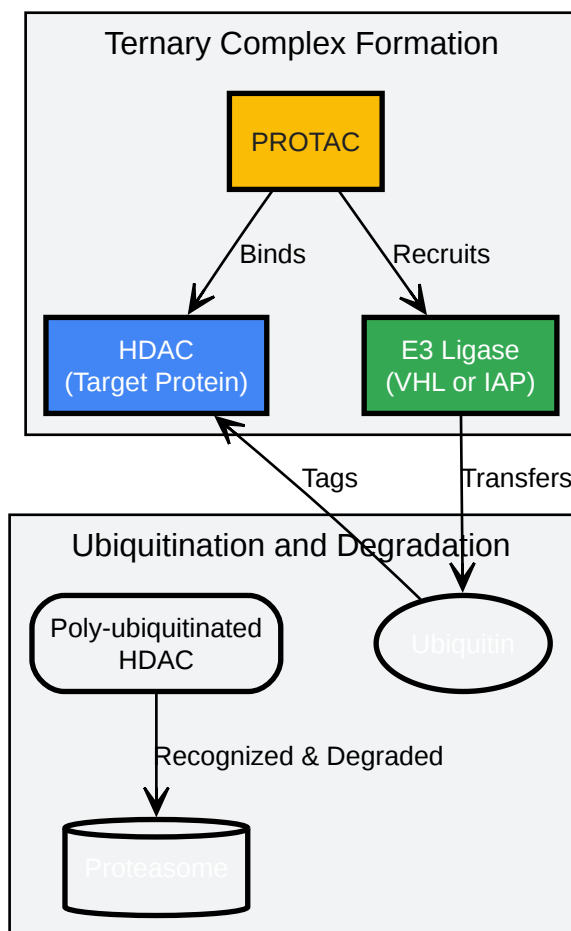 Ternary Complex Formation
PROTAC
Binds
Recruits
HDAC
(Target Protein)
E3 Ligase
(VHL or IAP)
Tags
Transfers
Ubiquitination and Degradation
Poly-ubiquitinated
HDAC
Ubiquitin
Recognized & Degraded
Proteasome